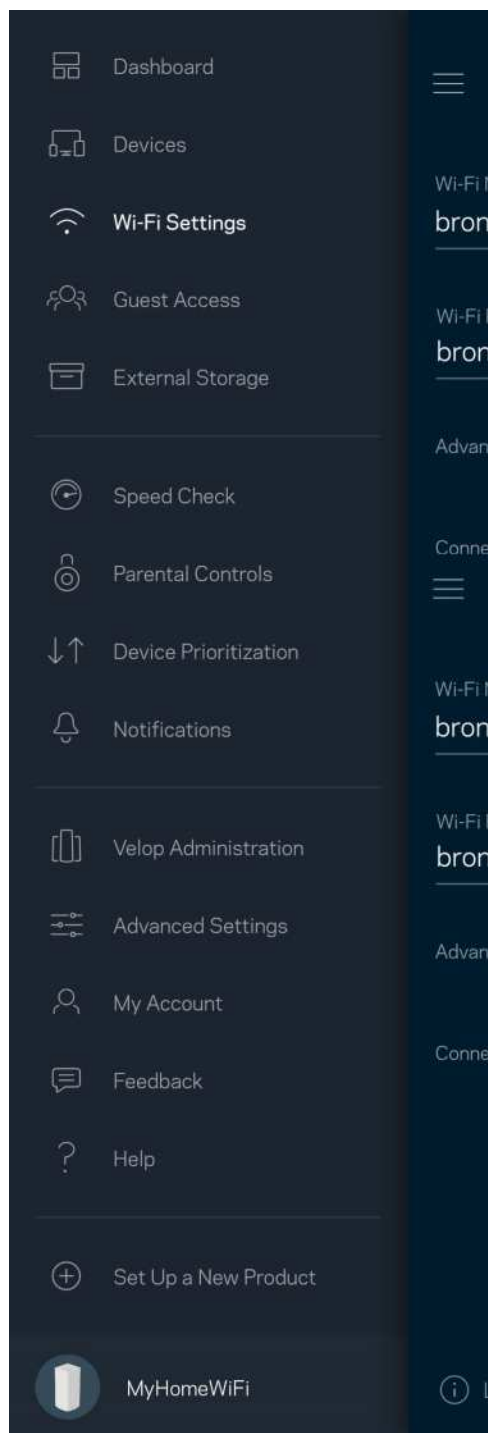 Dashboard
Devices
Wi-Fi Settings
Guest Access
External Storage
Speed Check
Parental Controls
Device Prioritization
Notifications
Velop Administration
Advanced Settings
My Account
Feedback
Help
Set Up a New Product
MyHomeWiFi
Wi-Fi
bron
Wi-Fi
bron
Advan
Conne
Wi-Fi
bron
Wi-Fi
bron
Advan
Conne